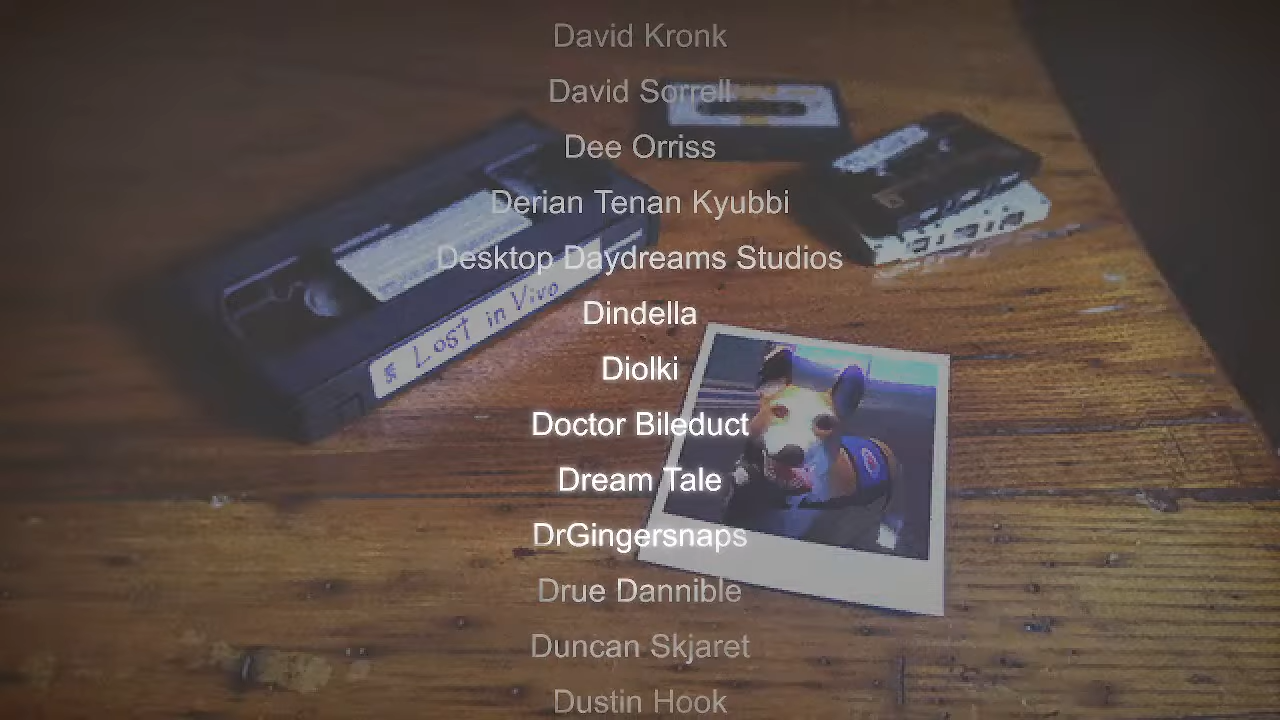 David Kronk
David Sorrell
Dee Orriss
Derian Tenan Kyubbi
Desktop Daydreams Studios
Dindella
Lost in Vivo
Diolki
Doctor Bileduct
Dream Tale
DrGingersnaps
Drue Dannible
Duncan Skjaret
Dustin Hook